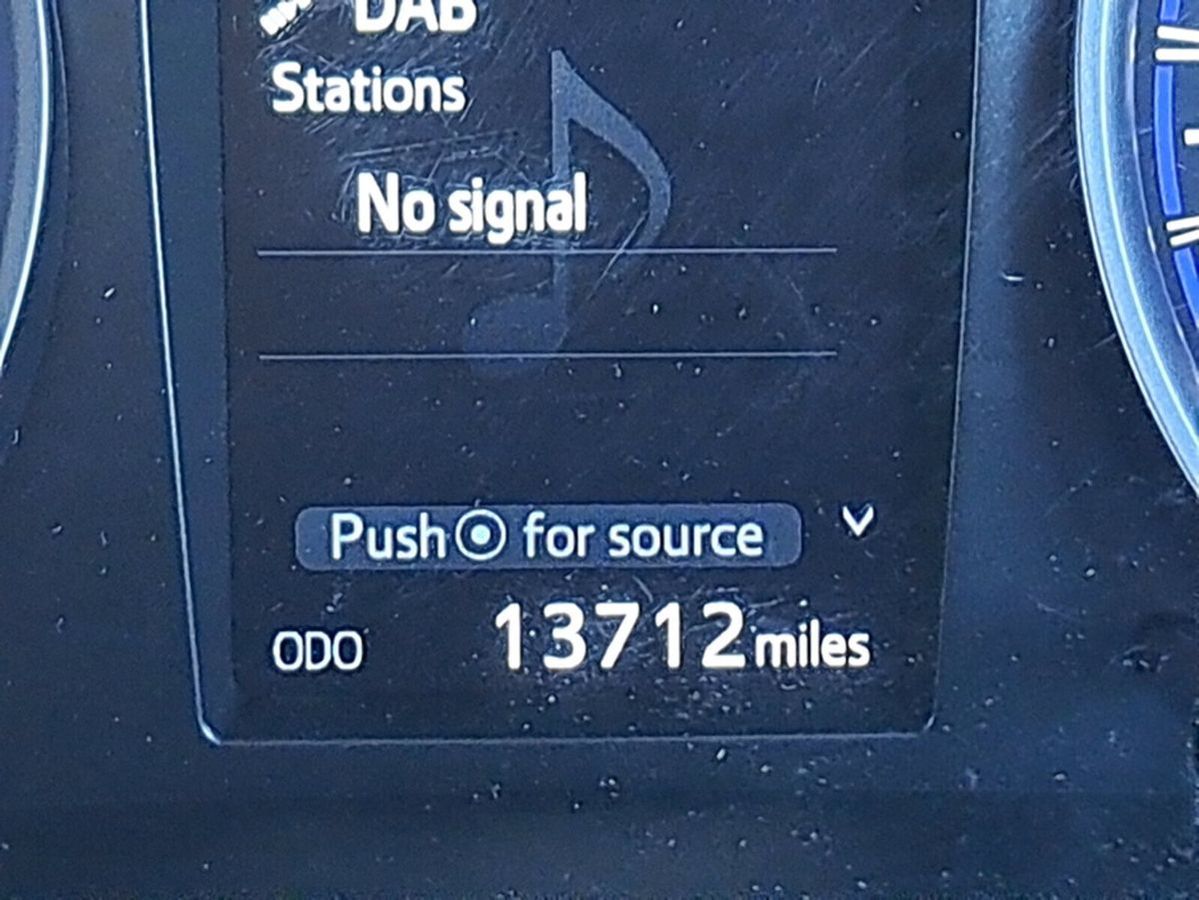 DAB
Stations
No signal
Push for source
ODO 13712 miles